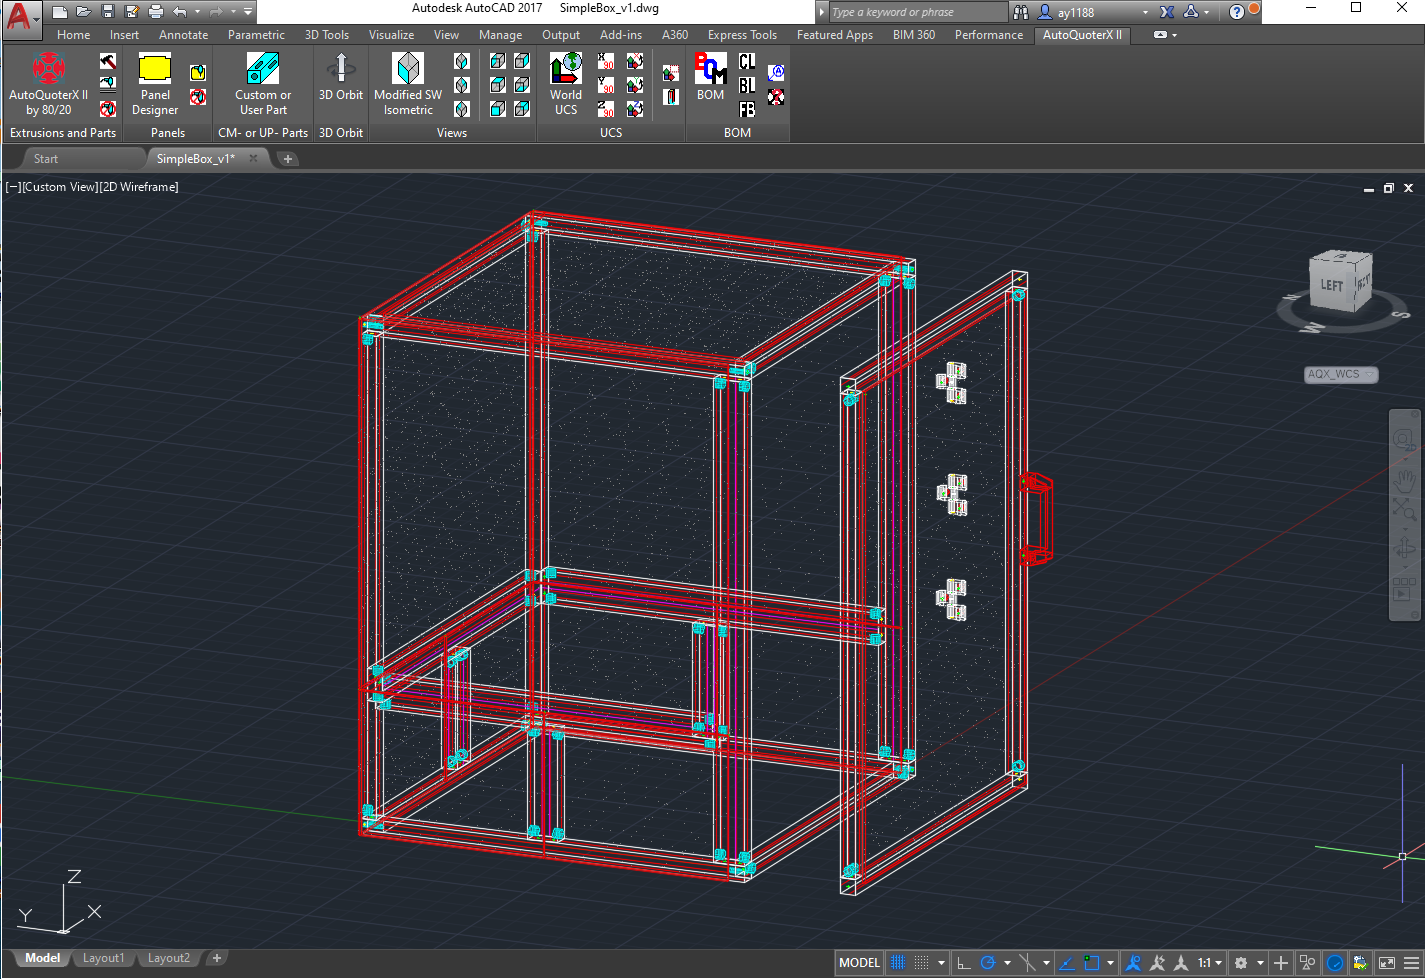 Autodesk AutoCAD 2017 SimpleBox_v1.dwg
Type a keyword or phrase
ay1188
Home Insert Annotate Parametric 3D Tools Visualize View Manage Output Add-ins A360 Express Tools Featured Apps BIM 360 Performance AutoQuoterX II
AutoQuoterX II
by 80/20
Panel
Designer
Custom or
User Part
3D Orbit
Modified SW
Isometric
World
UCS
X
90
Y
90
Z
90
BOM
BOM
CL
BL
FB
Extrusions and Parts Panels CM- or UP- Parts 3D Orbit Views UCS BOM
Start SimpleBox_v1*
[−][Custom View][2D Wireframe]
LEFT
FRONT
W
S
AQX_WCS
Z
Y
X
Model Layout1 Layout2
MODEL
1:1